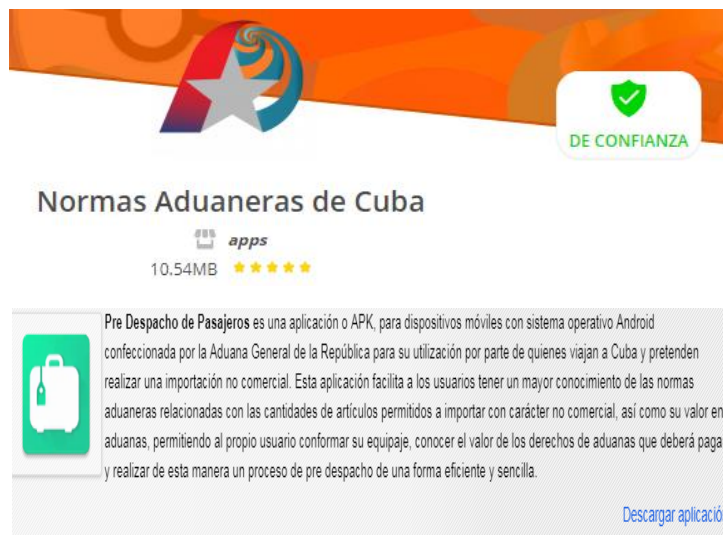 DE CONFIANZA
Normas Aduaneras de Cuba
apps
10.54MB
Pre Despacho de Pasajeros es una aplicación o APK, para dispositivos móviles con sistema operativo Android
confeccionada por la Aduana General de la República para su utilización por parte de quienes viajan a Cuba y pretenden
realizar una importación no comercial. Esta aplicación facilita a los usuarios tener un mayor conocimiento de las normas
aduaneras relacionadas con las cantidades de artículos permitidos a importar con carácter no comercial, así como su valor en
aduanas, permitiendo al propio usuario conformar su equipaje, conocer el valor de los derechos de aduanas que deberá paga
y realizar de esta manera un proceso de pre despacho de una forma eficiente y sencilla.
Descargar aplicació